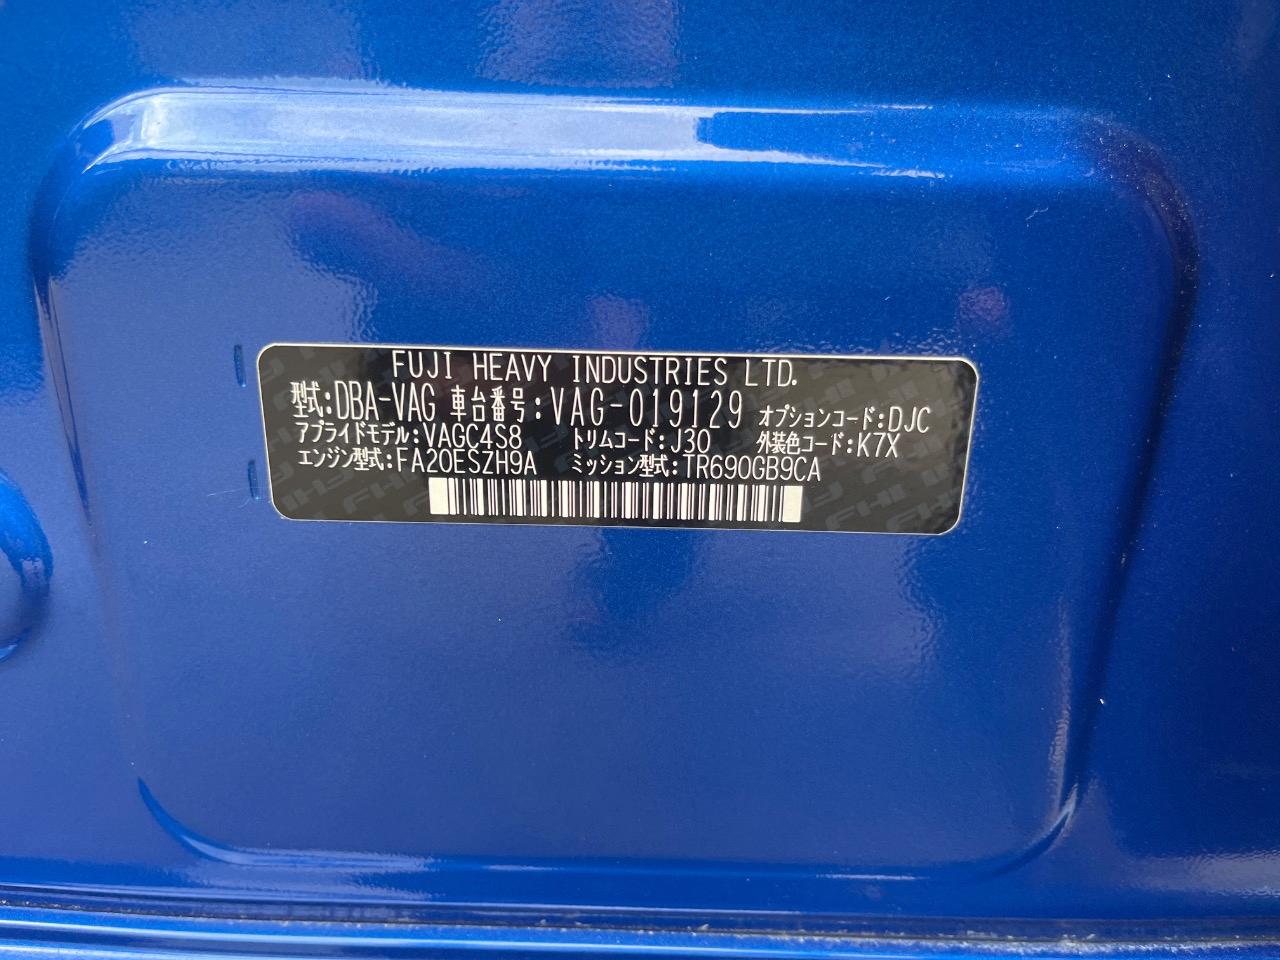 FUJI HEAVY INDUSTRIES LTD.
型式:DBA-VAG 車台番号:VAG-019129 オプションコード:DJC
アプライドモデル:VAGC4S8 トリムコード:J30 外装色コード:K7X
エンジン型式:FA20ESZH9A ミッション型式:TR690GB9CA